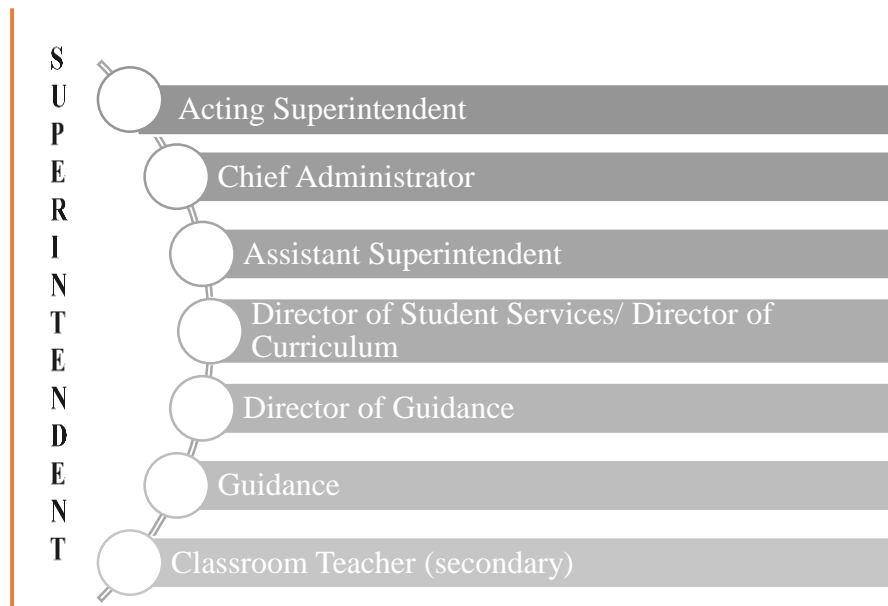 SUPERINTENDENT
Acting Superintendent
Chief Administrator
Assistant Superintendent
Director of Student Services/ Director of
Curriculum
Director of Guidance
Guidance
Classroom Teacher (secondary)